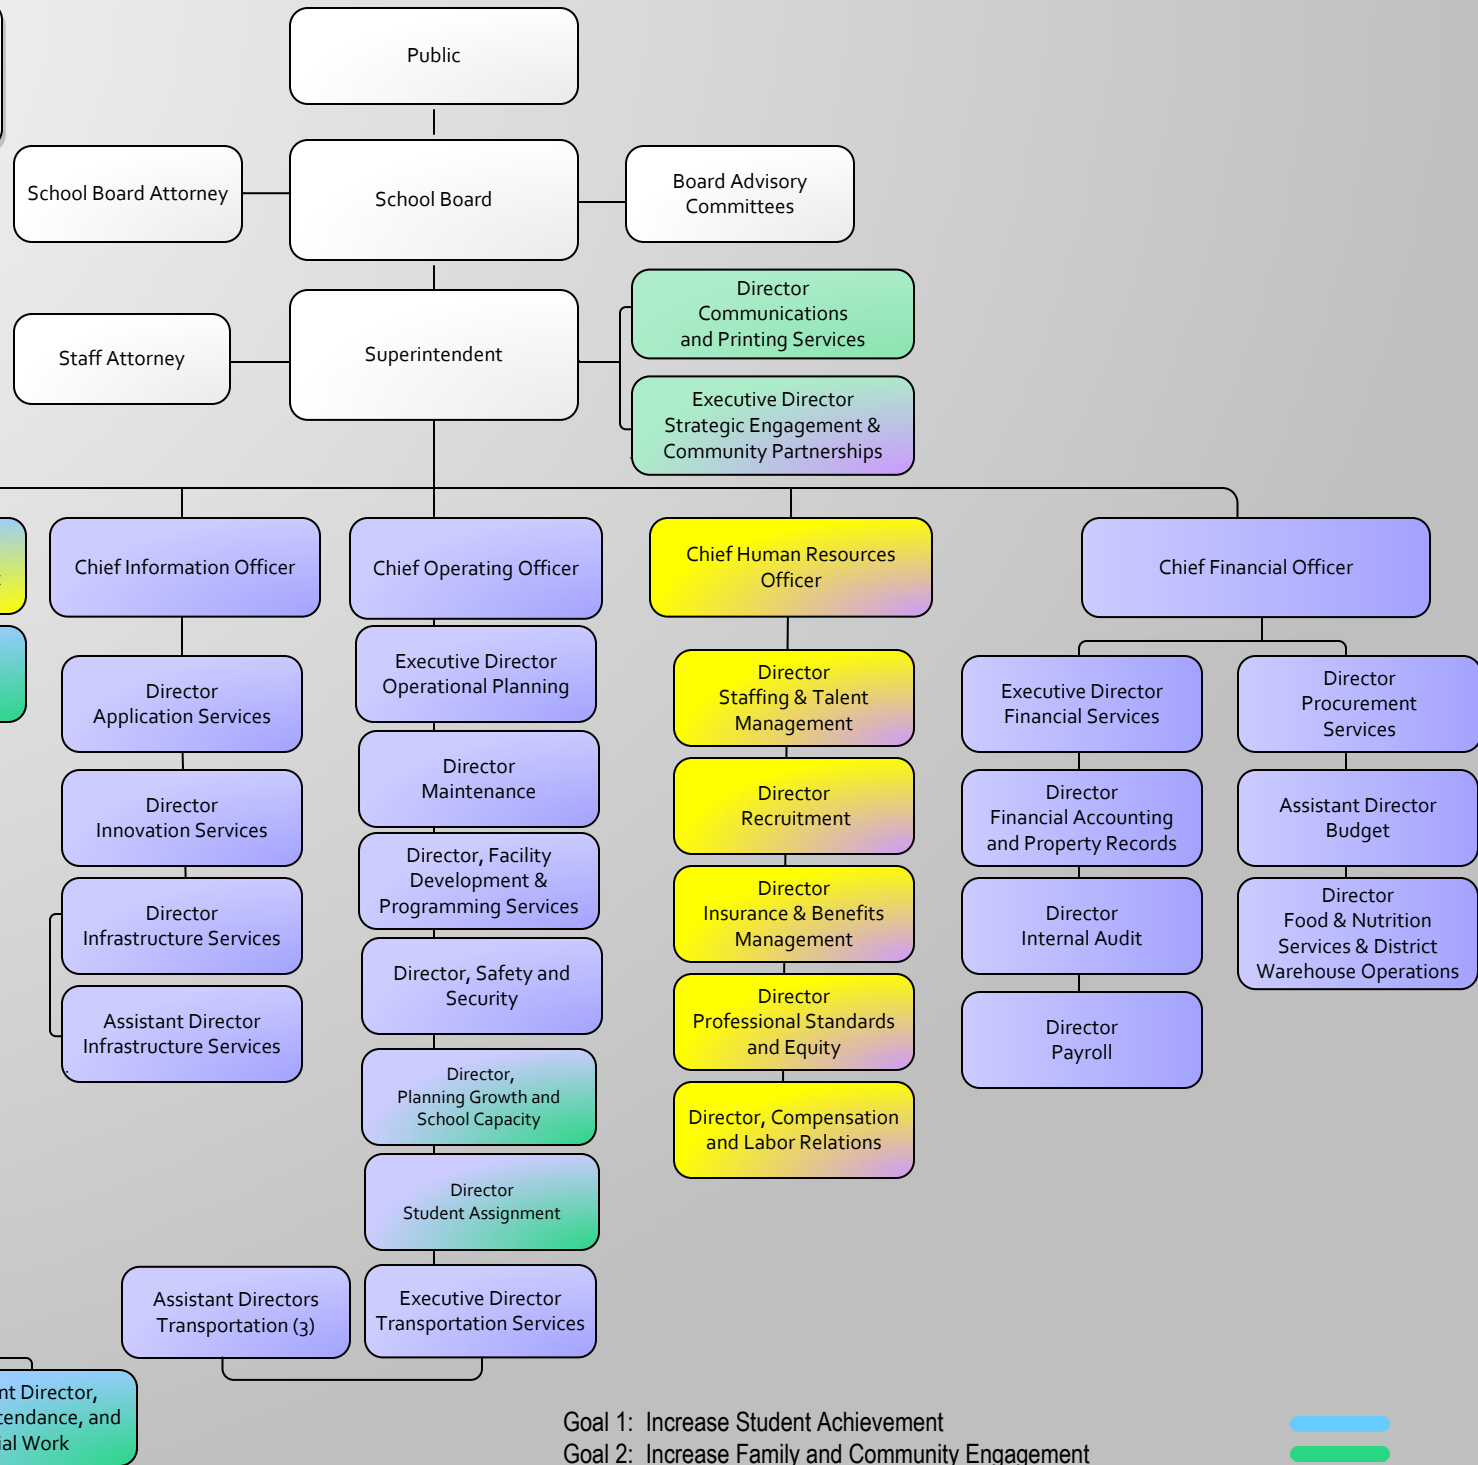 Public
School Board Attorney
School Board
Board Advisory
Committees
Staff Attorney
Superintendent
Director
Communications
and Printing Services
Executive Director
Strategic Engagement &
Community Partnerships
Chief Information Officer
Director
Application Services
Director
Innovation Services
Director
Infrastructure Services
Assistant Director
Infrastructure Services
Chief Operating Officer
Executive Director
Operational Planning
Director
Maintenance
Director, Facility
Development &
Programming Services
Director, Safety and
Security
Director,
Planning Growth and
School Capacity
Director
Student Assignment
Assistant Directors
Transportation (3)
Executive Director
Transportation Services
Chief Human Resources
Officer
Director
Staffing & Talent
Management
Director
Recruitment
Director
Insurance & Benefits
Management
Director
Professional Standards
and Equity
Director, Compensation
and Labor Relations
Chief Financial Officer
Executive Director
Financial Services
Director
Financial Accounting
and Property Records
Director
Internal Audit
Director
Payroll
Director
Procurement
Services
Assistant Director
Budget
Director
Food & Nutrition
Services & District
Warehouse Operations
Director,
and
Work
Goal 1: Increase Student Achievement
Goal 2: Increase Family and Community Engagement